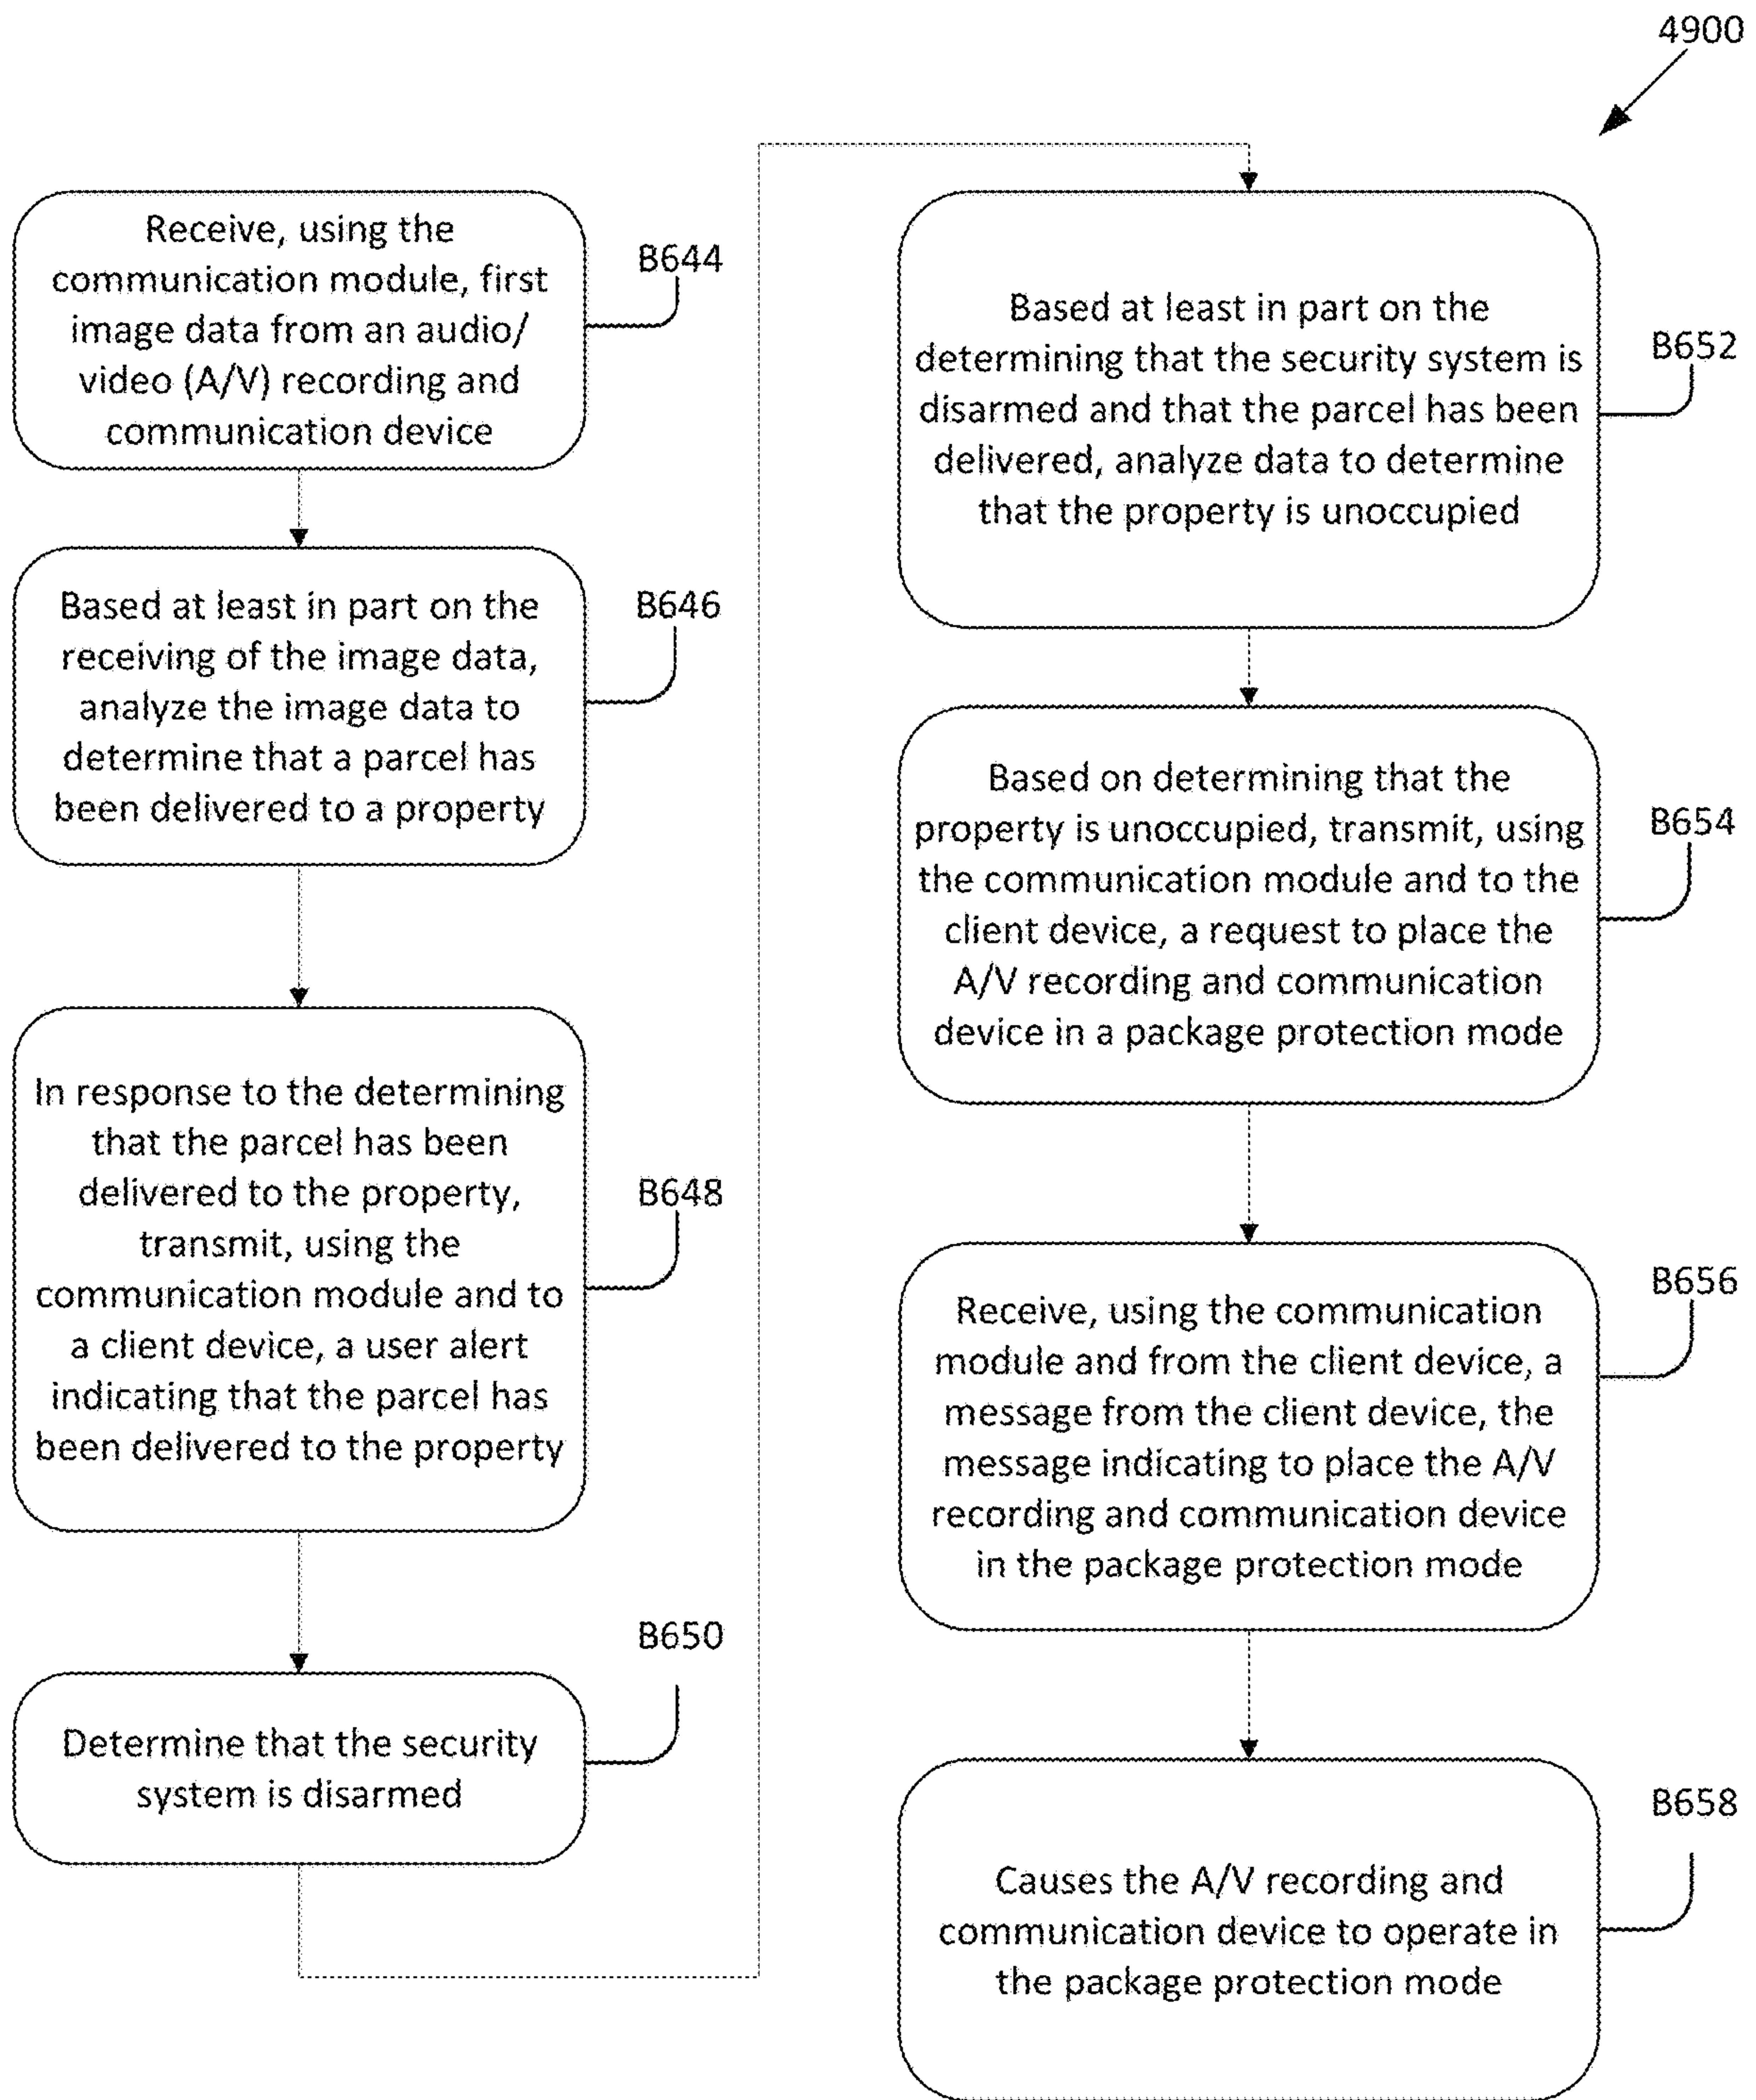 4900
Receive, using the
communication module, first
image data from an audio/
video (A/V) recording and
communication device
B644
Based at least in part on the
receiving of the image data,
analyze the image data to
determine that a parcel has
been delivered to a property
B646
In response to the determining
that the parcel has been
delivered to the property,
transmit, using the
communication module and to
a client device, a user alert
indicating that the parcel has
been delivered to the property
B648
Determine that the security
system is disarmed
B650
Based at least in part on the
determining that the security system is
disarmed and that the parcel has been
delivered, analyze data to determine
that the property is unoccupied
B652
Based on determining that the
property is unoccupied, transmit, using
the communication module and to the
client device, a request to place the
A/V recording and communication
device in a package protection mode
B654
Receive, using the communication
module and from the client device, a
message from the client device, the
message indicating to place the A/V
recording and communication device
in the package protection mode
B656
Causes the A/V recording and
communication device to operate in
the package protection mode
B658